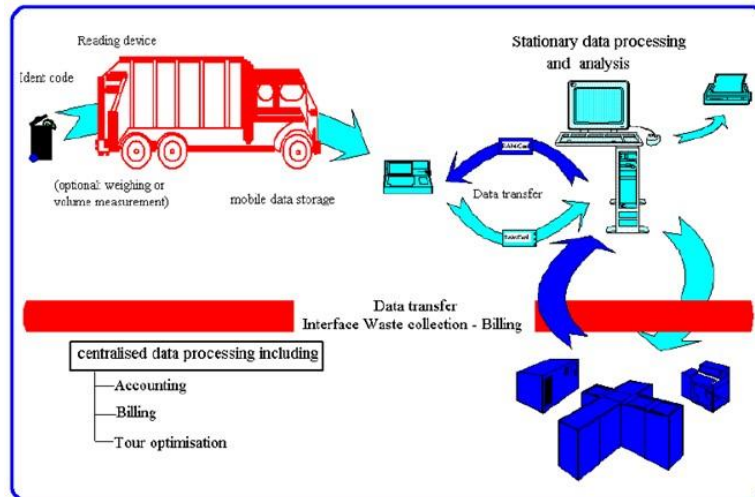 Reading device
Ident code
Stationary data processing
and analysis
(optional: weighing or
volume measurement)
mobile data storage
Data transfer
Data transfer
Interface Waste collection - Billing
centralised data processing including
Accounting
Billing
Tour optimisation